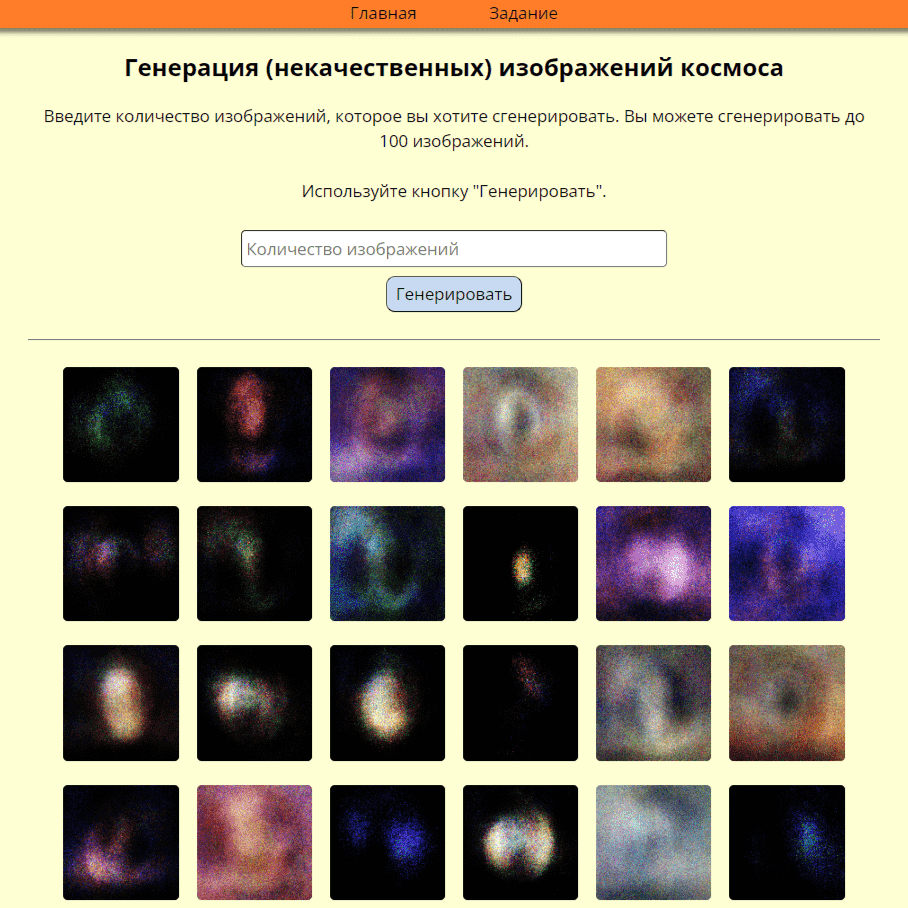 Главная Задание
Генерация (некачественных) изображений космоса
Введите количество изображений, которое вы хотите сгенерировать. Вы можете сгенерировать до
100 изображений.
Используйте кнопку "Генерировать".
Количество изображений
Генерировать